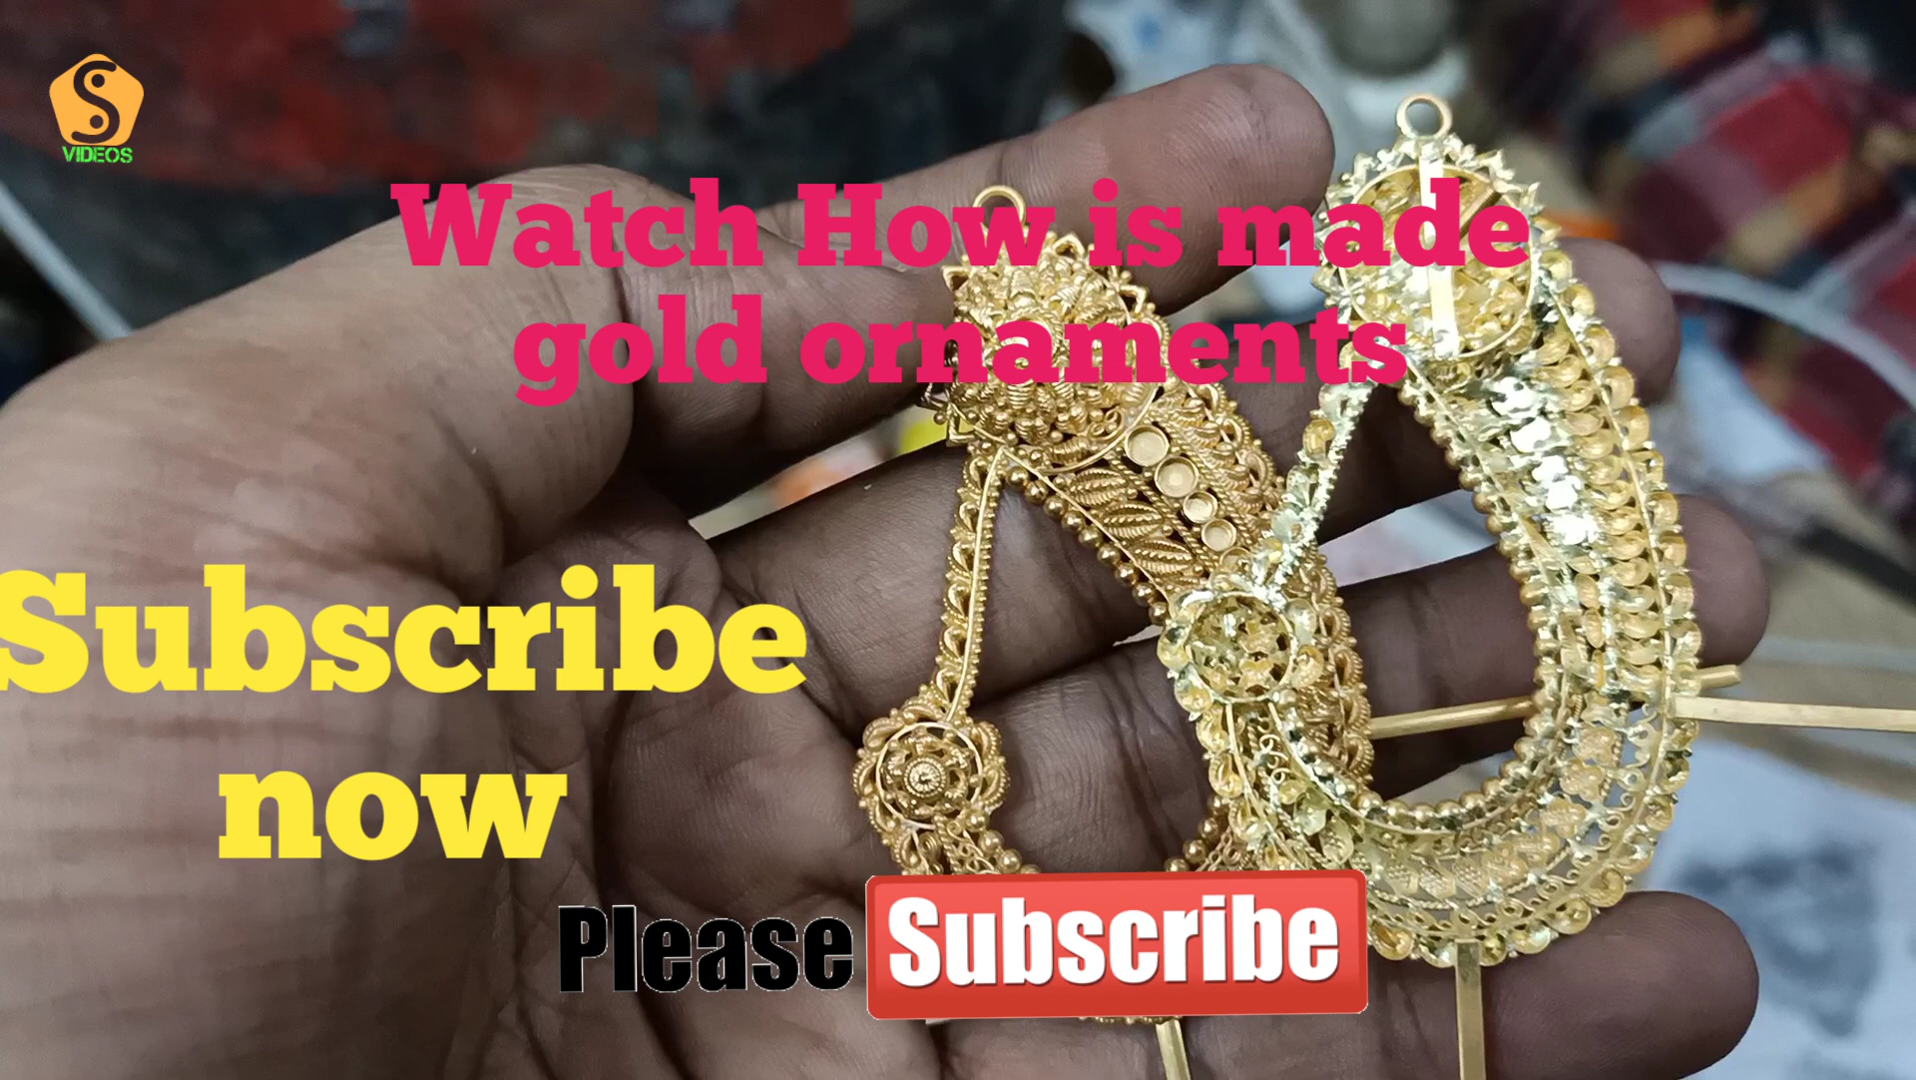 S
VIDEOS
Watch How is made
gold ornaments
Subscribe
now
Please Subscribe